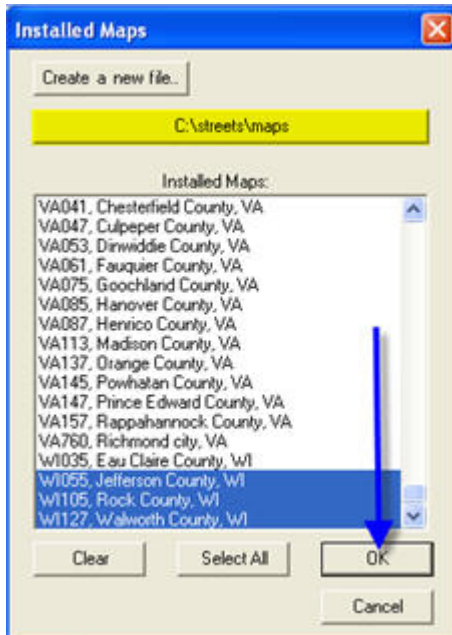 Installed Maps
Create a new file..
C:\streets\maps
Installed Maps:
VA041, Chesterfield County, VA
VA047, Culpeper County, VA
VA053, Dinwiddie County, VA
VA061, Fauquier County, VA
VA075, Goochland County, VA
VA085, Hanover County, VA
VA087, Henrico County, VA
VA113, Madison County, VA
VA137, Orange County, VA
VA145, Powhatan County, VA
VA147, Prince Edward County, VA
VA157, Rappahannock County, VA
VA760, Richmond city, VA
WI035, Eau Claire County, WI
WI055, Jefferson County, WI
WI105, Rock County, WI
WI127, Walworth County, WI
Clear Select All OK
Cancel